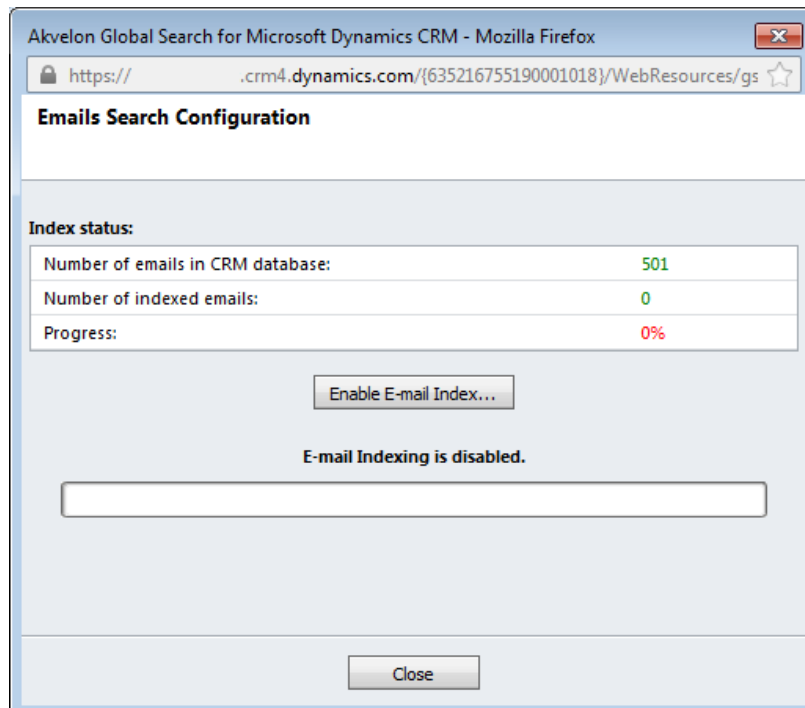 Akvelon Global Search for Microsoft Dynamics CRM - Mozilla Firefox
https:// .crm4.dynamics.com/{635216755190001018}/WebResources/gs
Emails Search Configuration
Index status:
Number of emails in CRM database: 501
Number of indexed emails: 0
Progress: 0%
Enable E-mail Index...
E-mail Indexing is disabled.
Close